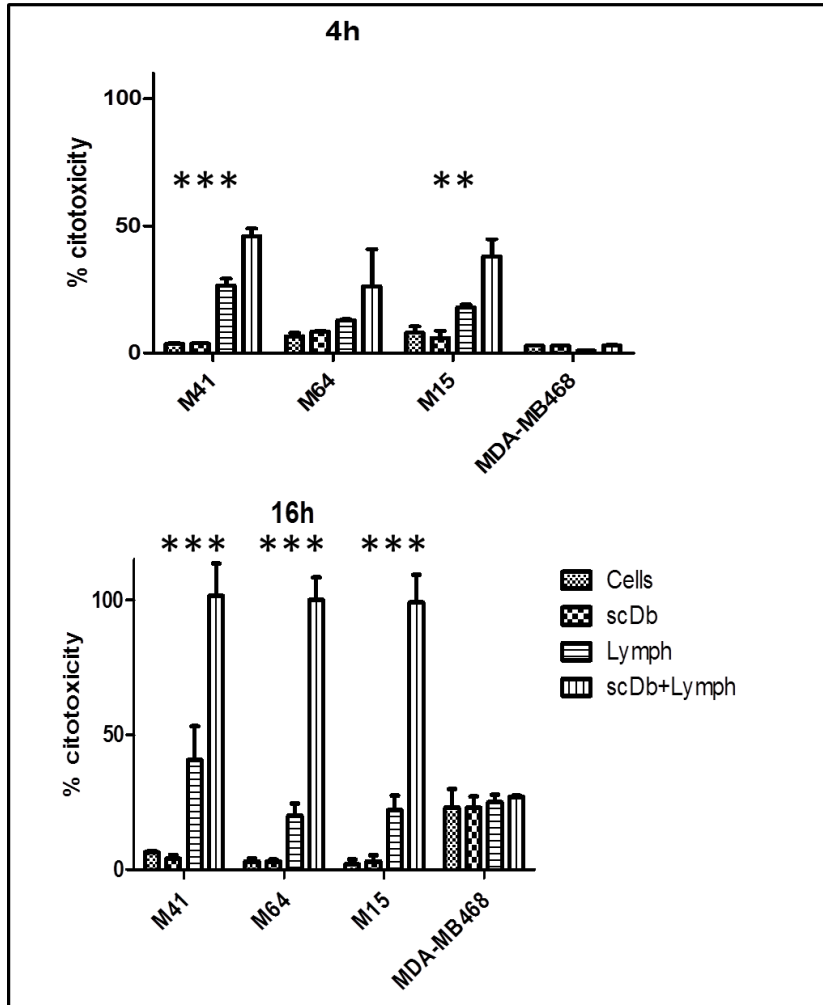 4h
% citotoxicity
100
50
0
***
**
M41
M64
M15
MDA-MB468
16h
% citotoxicity
100
50
0
***
***
***
M41
M64
M15
MDA-MB468
Cells
scDb
Lymph
scDb+Lymph